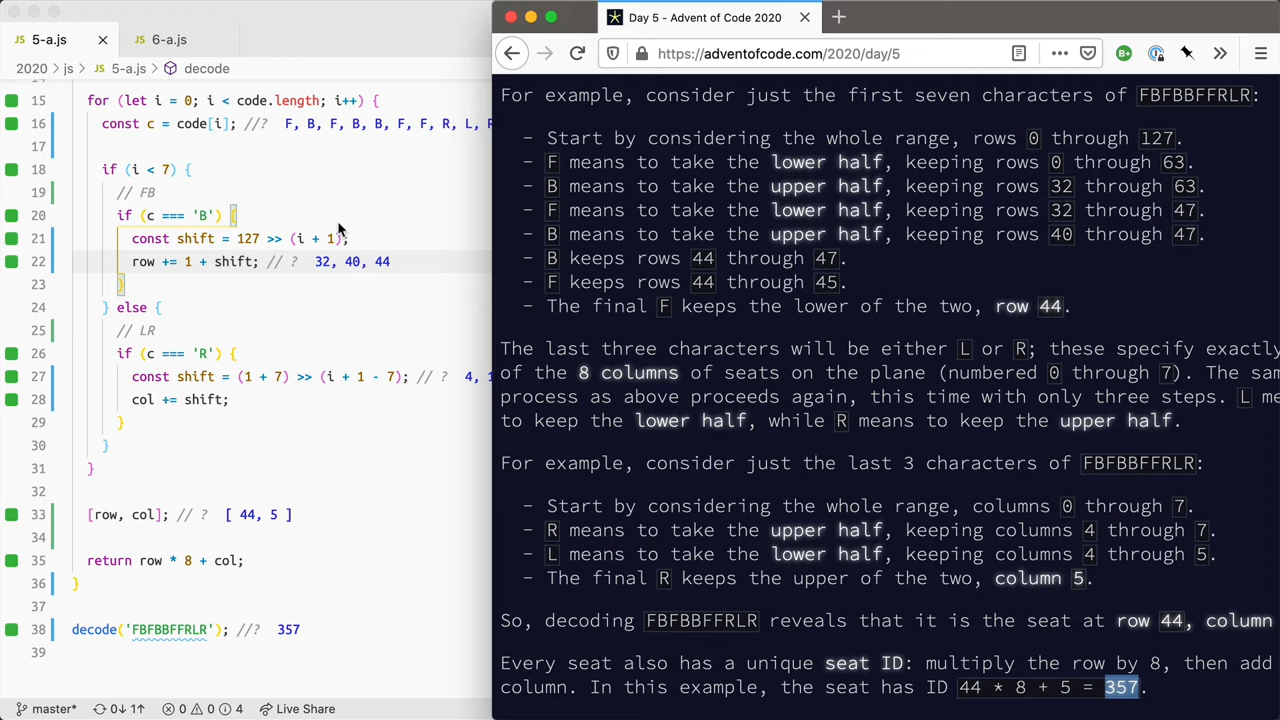 5-a.js
6-a.js
2020 > js > 5-a.js > decode
15 for (let i = 0; i < code.length; i++) {
16 const c = code[i]; //? F, B, F, B, B, F, F, R, L, R
17
18 if (i < 7) {
19 // FB
20 if (c === 'B') {
21 const shift = 127 >> (i + 1);
22 row += 1 + shift; // ? 32, 40, 44
23 }
24 } else {
25 // LR
26 if (c === 'R') {
27 const shift = (1 + 7) >> (i + 1 - 7); // ? 4, 1
28 col += shift;
29 }
30 }
31 }
32
33 [row, col]; // ? [ 44, 5 ]
34
35 return row * 8 + col;
36 }
37
38 decode('FBFBBFFRLR'); //? 357
39
master* 0↓ 1↑ 0 0 4 Live Share
Day 5 - Advent of Code 2020
https://adventofcode.com/2020/day/5
For example, consider just the first seven characters of FBFBBFFRLR:
- Start by considering the whole range, rows 0 through 127.
- F means to take the lower half, keeping rows 0 through 63.
- B means to take the upper half, keeping rows 32 through 63.
- F means to take the lower half, keeping rows 32 through 47.
- B means to take the upper half, keeping rows 40 through 47.
- B keeps rows 44 through 47.
- F keeps rows 44 through 45.
- The final F keeps the lower of the two, row 44.
The last three characters will be either L or R; these specify exactly
of the 8 columns of seats on the plane (numbered 0 through 7). The sam
process as above proceeds again, this time with only three steps. L me
to keep the lower half, while R means to keep the upper half.
For example, consider just the last 3 characters of FBFBBFFRLR:
- Start by considering the whole range, columns 0 through 7.
- R means to take the upper half, keeping columns 4 through 7.
- L means to take the lower half, keeping columns 4 through 5.
- The final R keeps the upper of the two, column 5.
So, decoding FBFBBFFRLR reveals that it is the seat at row 44, column
Every seat also has a unique seat ID: multiply the row by 8, then add
column. In this example, the seat has ID 44 * 8 + 5 = 357.